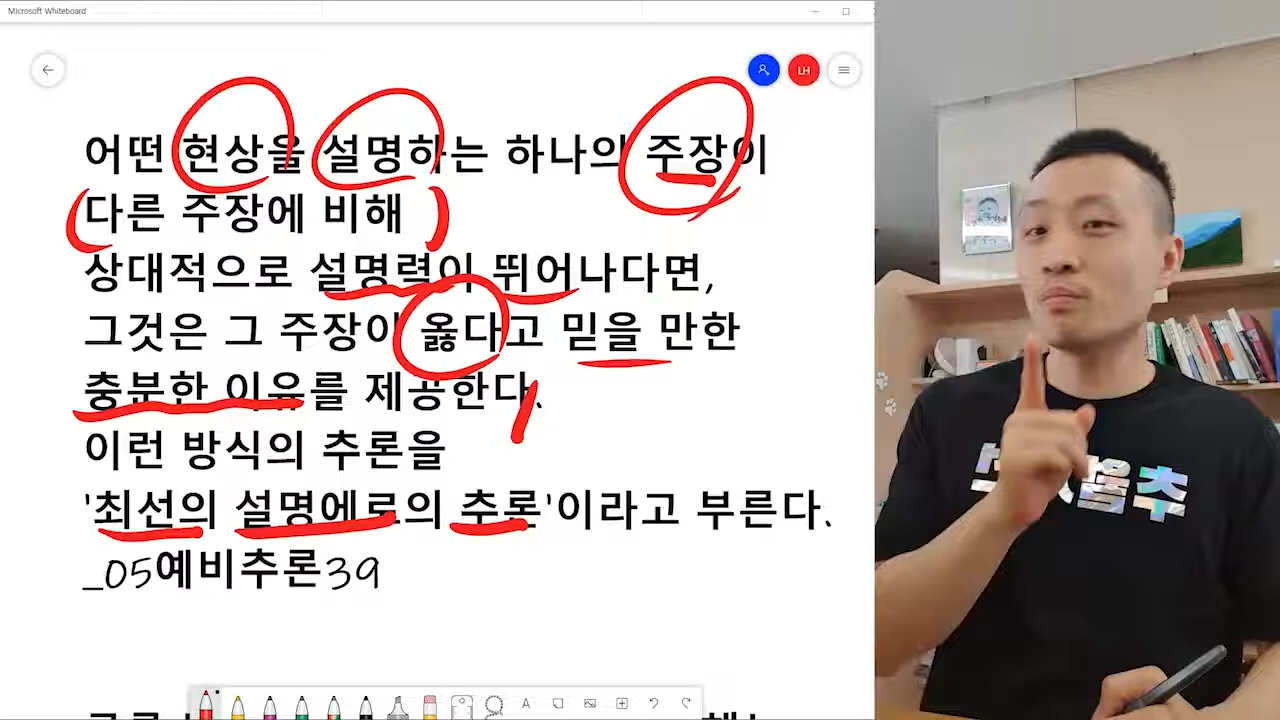 Microsoft Whiteboard
LH
어떤 현상을 설명하는 하나의 주장이
다른 주장에 비해
상대적으로 설명력이 뛰어나다면,
그것은 그 주장이 옳다고 믿을 만한
충분한 이유를 제공한다.
이런 방식의 추론을
'최선의 설명에로의 추론'이라고 부른다.
_05예비추론39